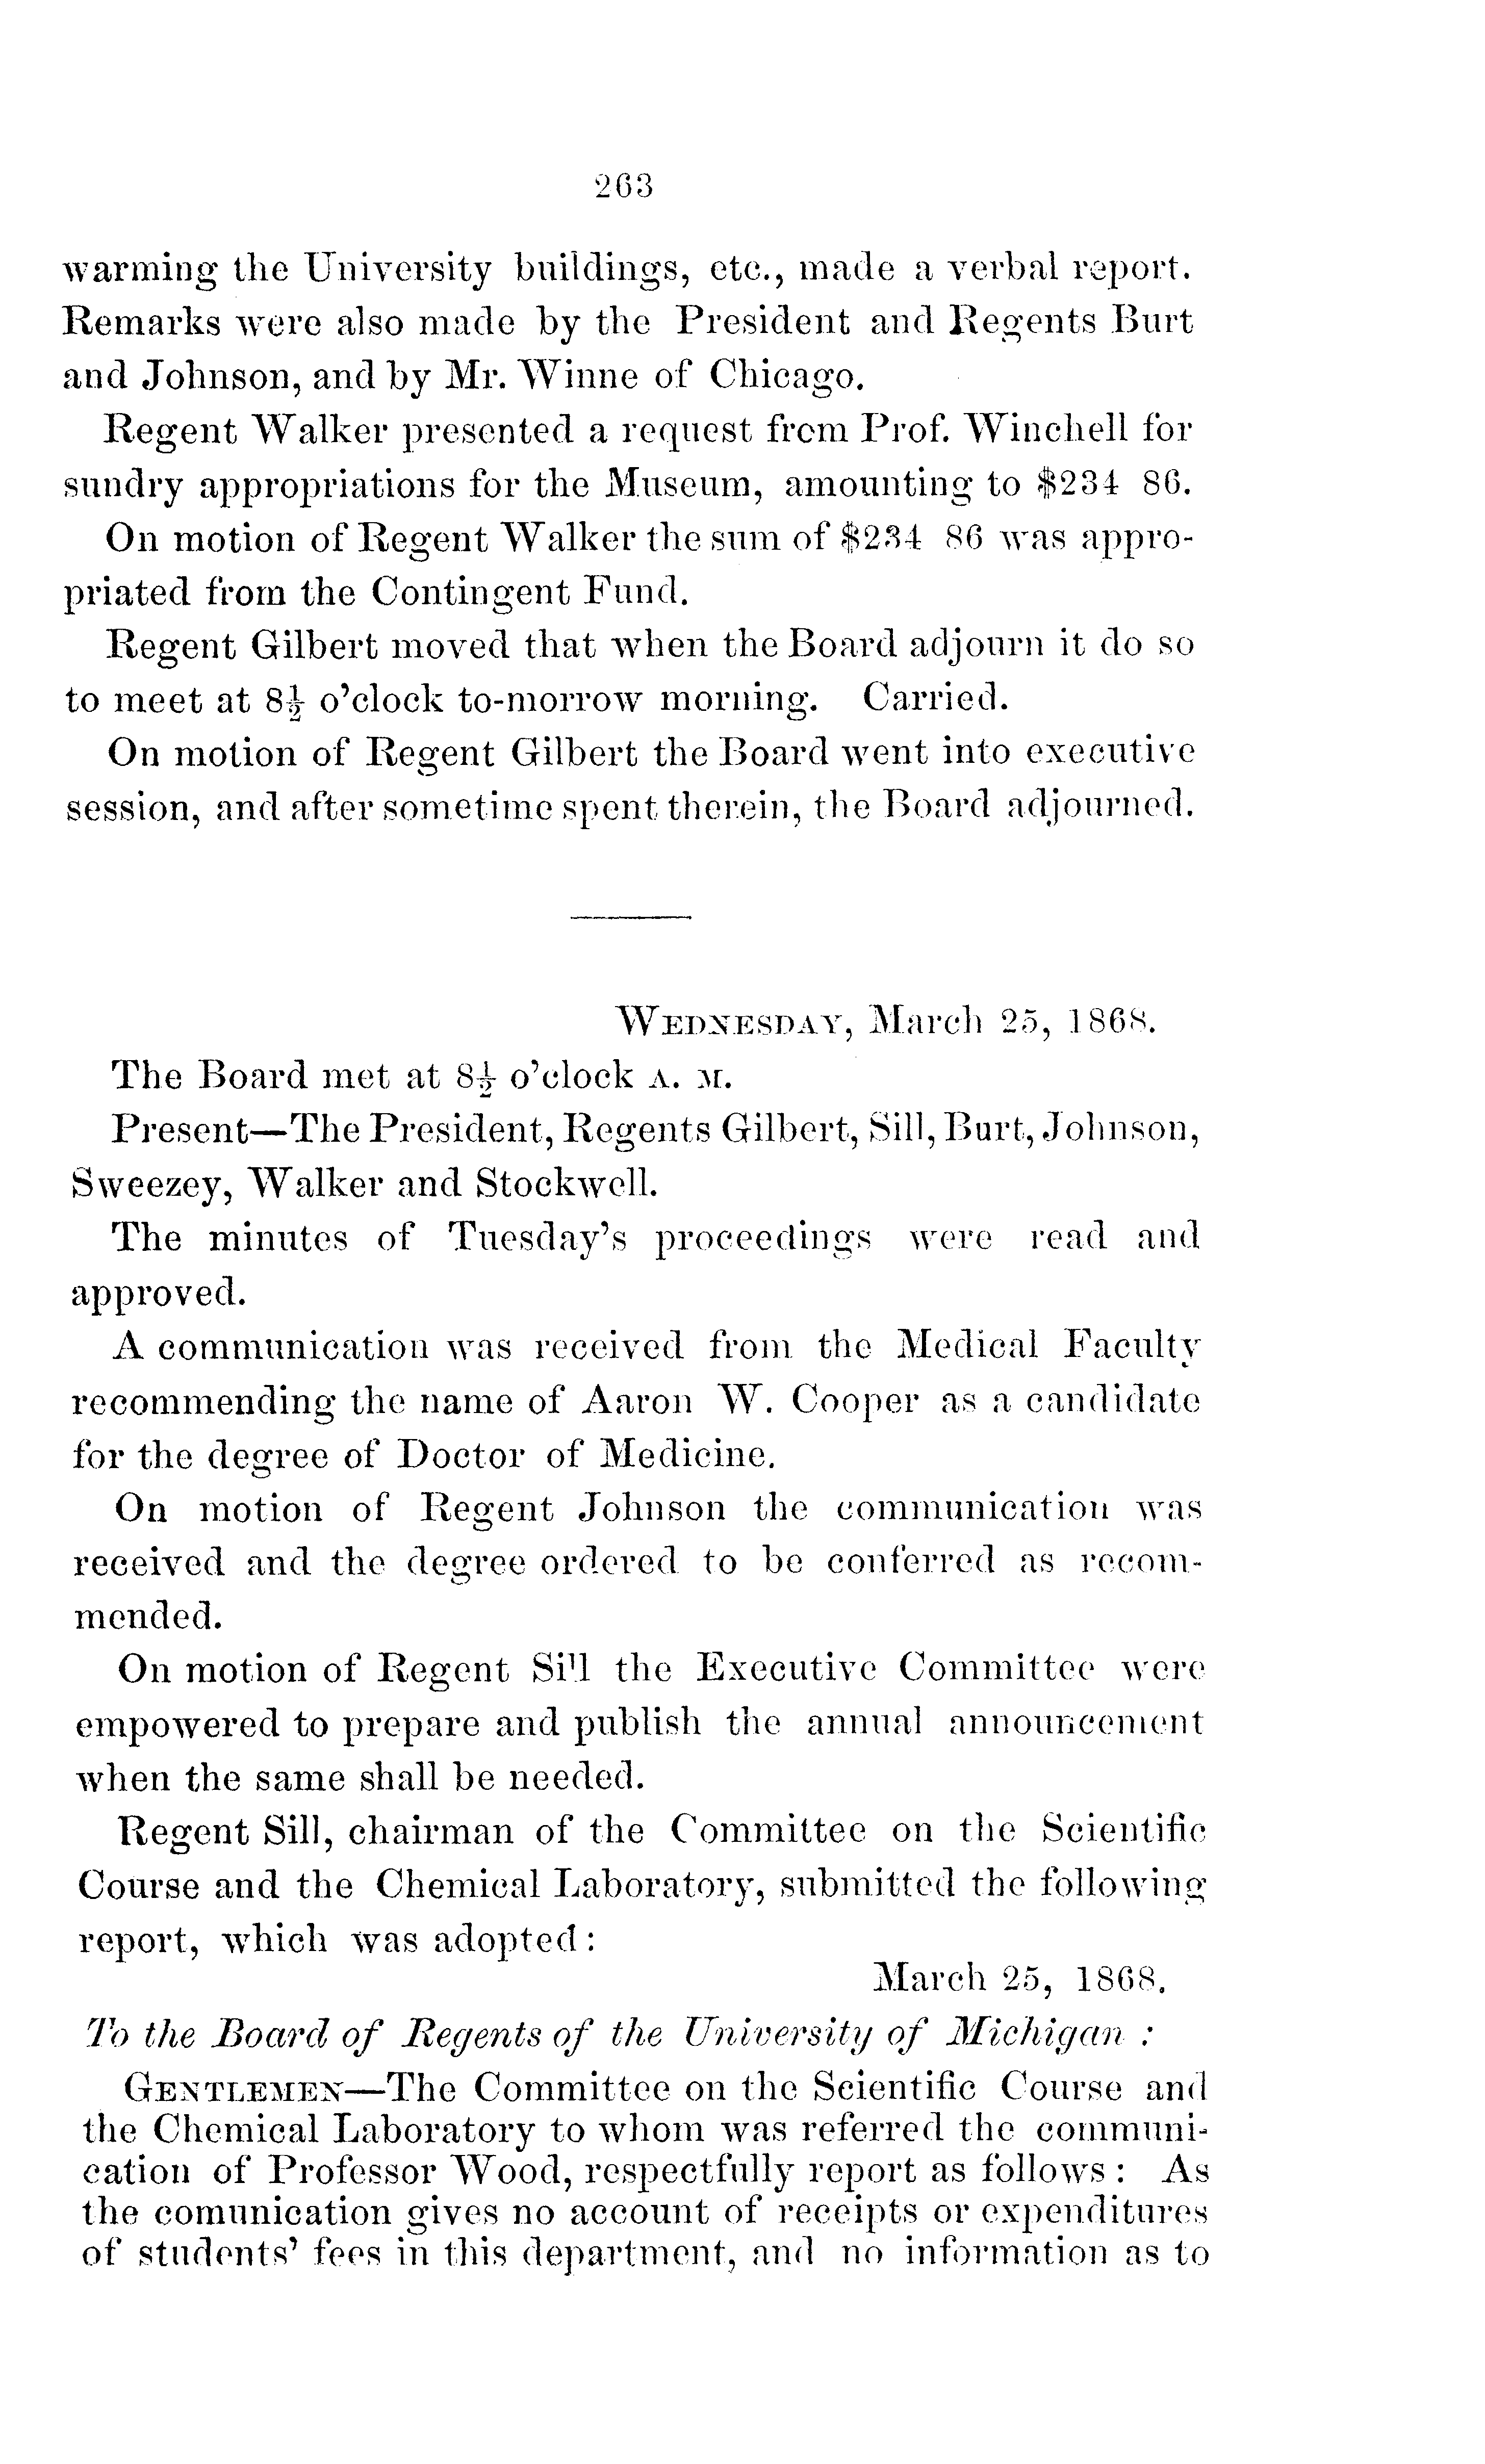 263
warming the University buildings, etc., made a verbal report.
Remarks were also made by the President and Regents Burt
and Johnson, and by Mr. Winne of Chicago.
Regent Walker presented a request from Prof. Winchell for
sundry appropriations for the Museum, amounting to $234 86.
On motion of Regent Walker the sum of $234 86 was appro-
priated from the Contingent Fund.
Regent Gilbert moved that when the Board adjourn it do so
to meet at 8½ o'clock to-morrow morning. Carried.
On motion of Regent Gilbert the Board went into executive
session, and after sometime spent therein, the Board adjourned.
WEDNESDAY, March 25, 1868.
The Board met at 8½ o'clock A. M.
Present—The President, Regents Gilbert, Sill, Burt, Johnson,
Sweezey, Walker and Stockwell.
The minutes of Tuesday's proceedings were read and
approved.
A communication was received from the Medical Faculty
recommending the name of Aaron W. Cooper as a candidate
for the degree of Doctor of Medicine.
On motion of Regent Johnson the communication was
received and the degree ordered to be conferred as recom-
mended.
On motion of Regent Sill the Executive Committee were
empowered to prepare and publish the annual announcement
when the same shall be needed.
Regent Sill, chairman of the Committee on the Scientific
Course and the Chemical Laboratory, submitted the following
report, which was adopted:
March 25, 1868.
To the Board of Regents of the University of Michigan :
GENTLEMEN—The Committee on the Scientific Course and
the Chemical Laboratory to whom was referred the communi-
cation of Professor Wood, respectfully report as follows: As
the comunication gives no account of receipts or expenditures
of students' fees in this department, and no information as to